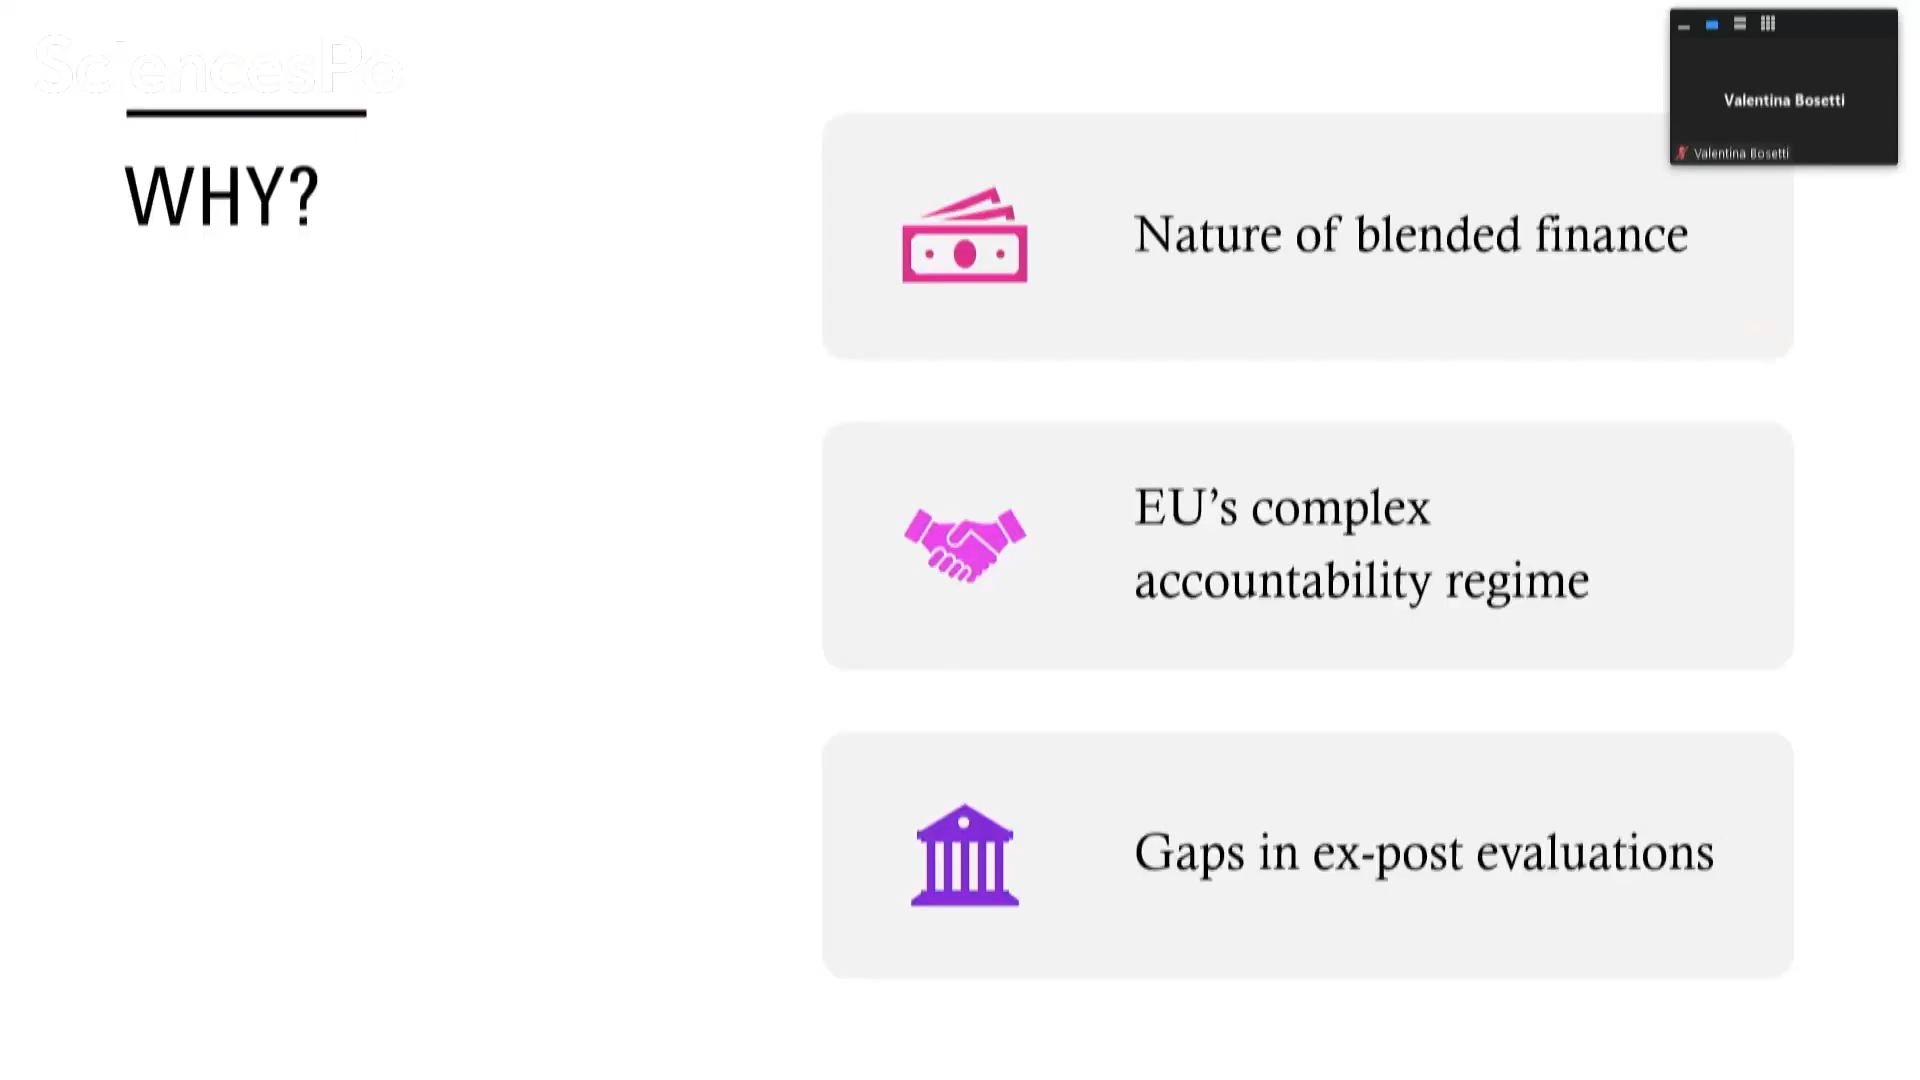 SciencesPo
WHY?
Valentina Bosetti
Valentina Bosetti
Nature of blended finance
EU’s complex
accountability regime
Gaps in ex-post evaluations